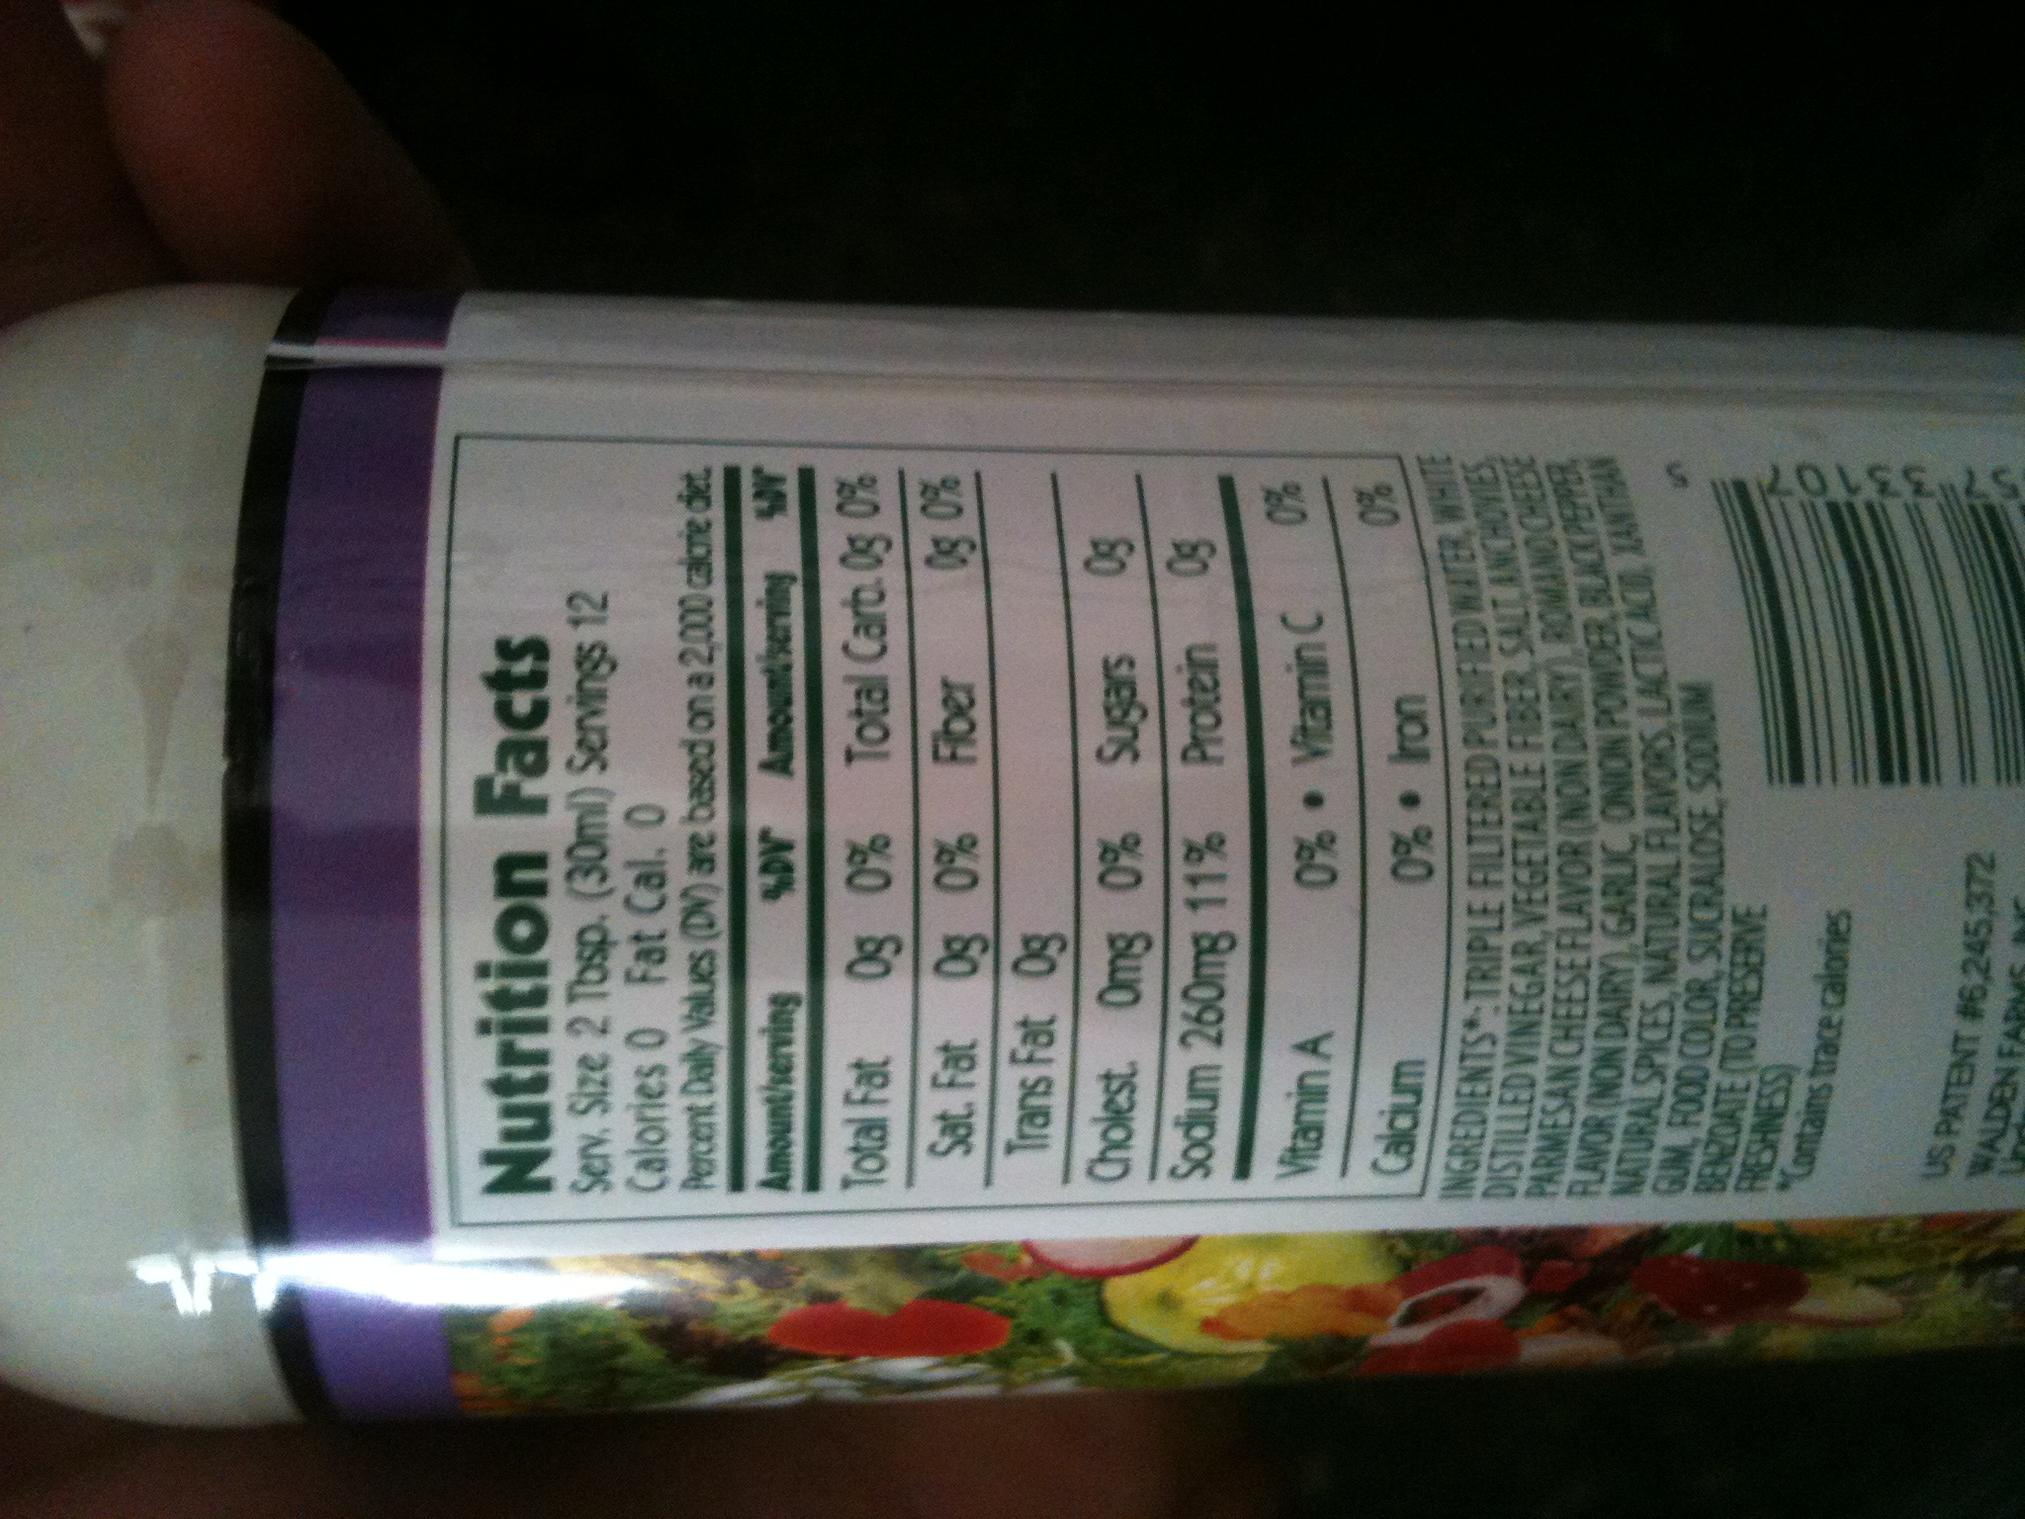 Nutrition Facts
Serv. Size 2 Tbsp. (30ml) Servings 12
Calories 0 Fat Cal. 0
Percent Daily Values (DV) are based on a 2,000 calorie diet.
Amount/serving %DV* Amount/serving %DV*
Total Fat 0g 0% Total Carb. 0g 0%
Sat. Fat 0g 0% Fiber 0g 0%
Trans Fat 0g
Cholest. 0mg 0% Sugars 0g
Sodium 260mg 11% Protein 0g
Vitamin A 0% • Vitamin C 0%
Calcium 0% • Iron 0%
INGREDIENTS*: TRIPLE FILTERED PURIFIED WATER, WHITE
DISTILLED VINEGAR, VEGETABLE FIBER, SALT, ANCHOVIES,
PARMESAN CHEESE FLAVOR (NON DAIRY), ROMANO CHEESE
FLAVOR (NON DAIRY), GARLIC, ONION POWDER, BLACK PEPPER,
NATURAL SPICES, NATURAL FLAVORS, LACTIC ACID, XANTHAN
GUM, FOOD COLOR, SUCRALOSE, SODIUM
BENZOATE (TO PRESERVE
FRESHNESS)
*Contains trace calories
5
33107
US PATENT #6,245,372
WALDEN FARMS, INC.